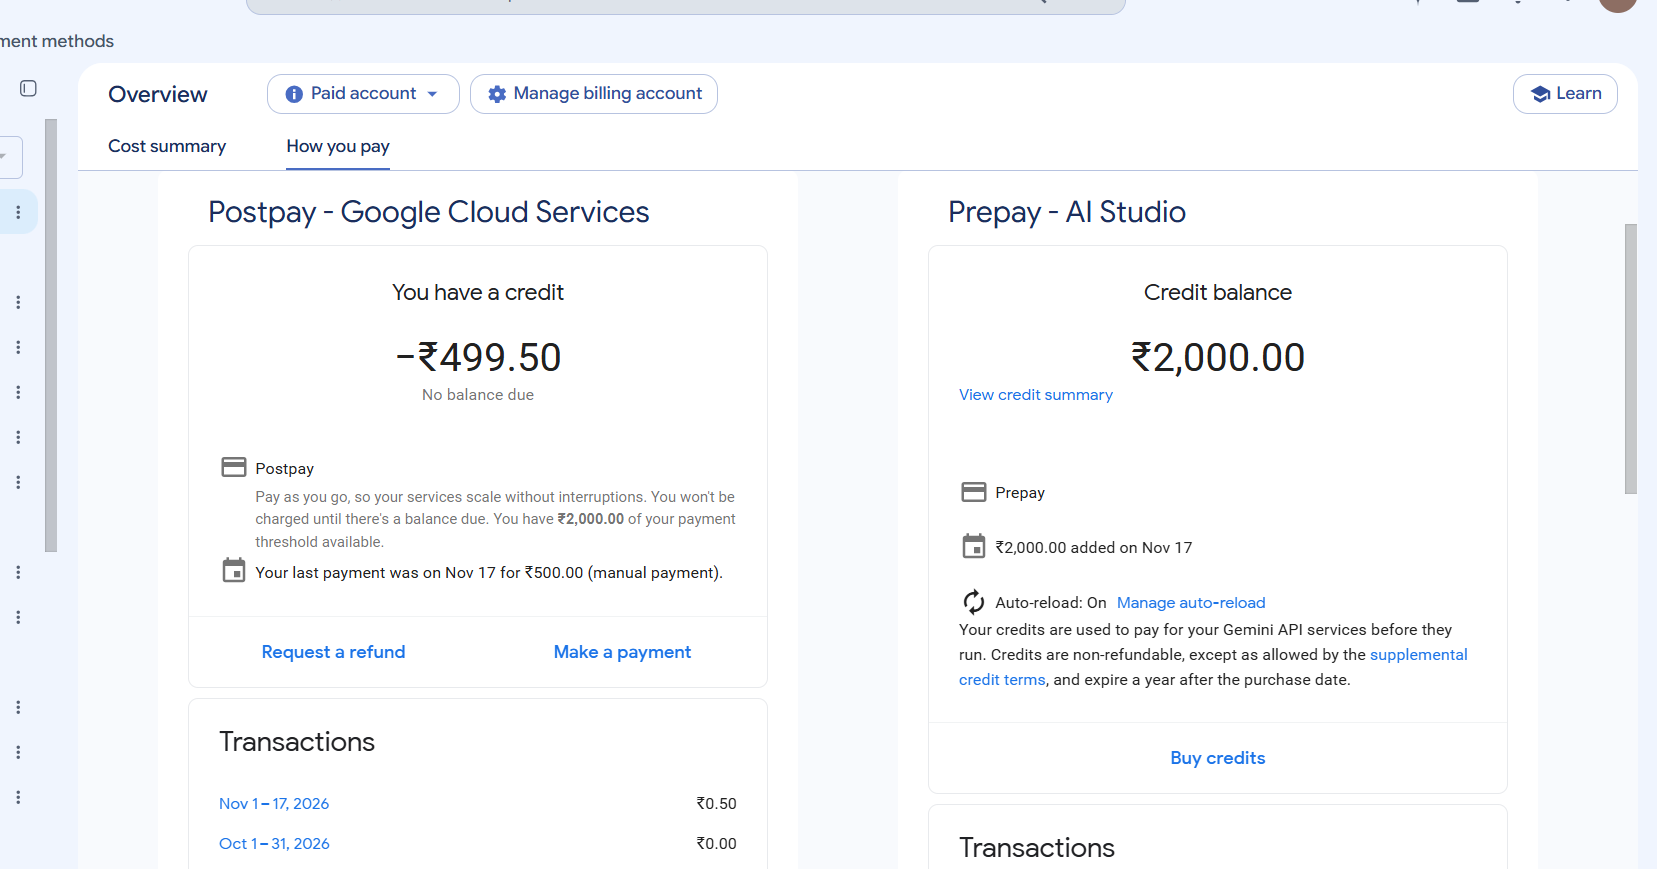 ment methods
Overview
Paid account
Manage billing account
Learn
Cost summary
How you pay
Postpay - Google Cloud Services
You have a credit
−₹499.50
No balance due
Postpay
Pay as you go, so your services scale without interruptions. You won't be
charged until there's a balance due. You have ₹2,000.00 of your payment
threshold available.
Your last payment was on Nov 17 for ₹500.00 (manual payment).
Request a refund
Make a payment
Transactions
Nov 1 – 17, 2026 ₹0.50
Oct 1 – 31, 2026 ₹0.00
Prepay - AI Studio
Credit balance
₹2,000.00
View credit summary
Prepay
₹2,000.00 added on Nov 17
Auto-reload: On Manage auto-reload
Your credits are used to pay for your Gemini API services before they
run. Credits are non-refundable, except as allowed by the supplemental
credit terms, and expire a year after the purchase date.
Buy credits
Transactions